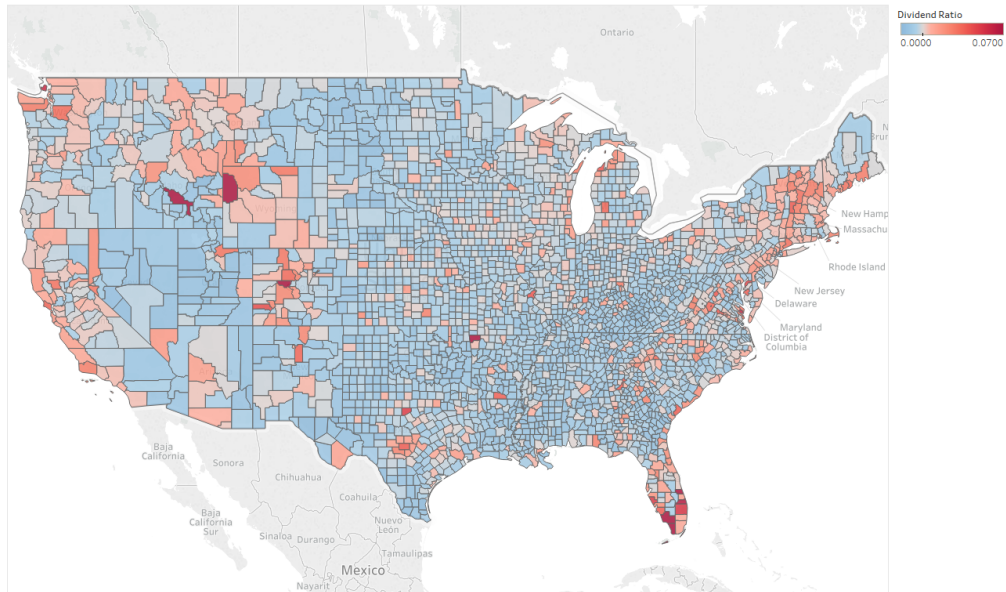 Dividend Ratio
0.0000 0.0700
Ontario
New Hamp
Massachu
Rhode Island
New Jersey
Delaware
Maryland
District of
Columbia
Baja
California
Sonora
Chihuahua
Coahuila
Baja
California
Sur
Nuevo
León
Sinaloa
Durango
Tamaulipas
Mexico
Nayarit